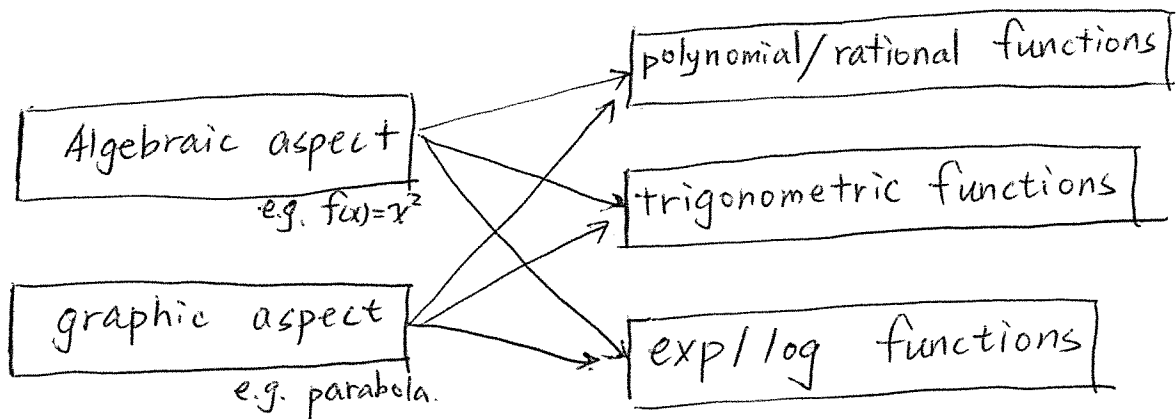 polynomial/rational functions
Algebraic aspect
e.g. f(x)=x²
trigonometric functions
graphic aspect
e.g. parabola.
exp/log functions